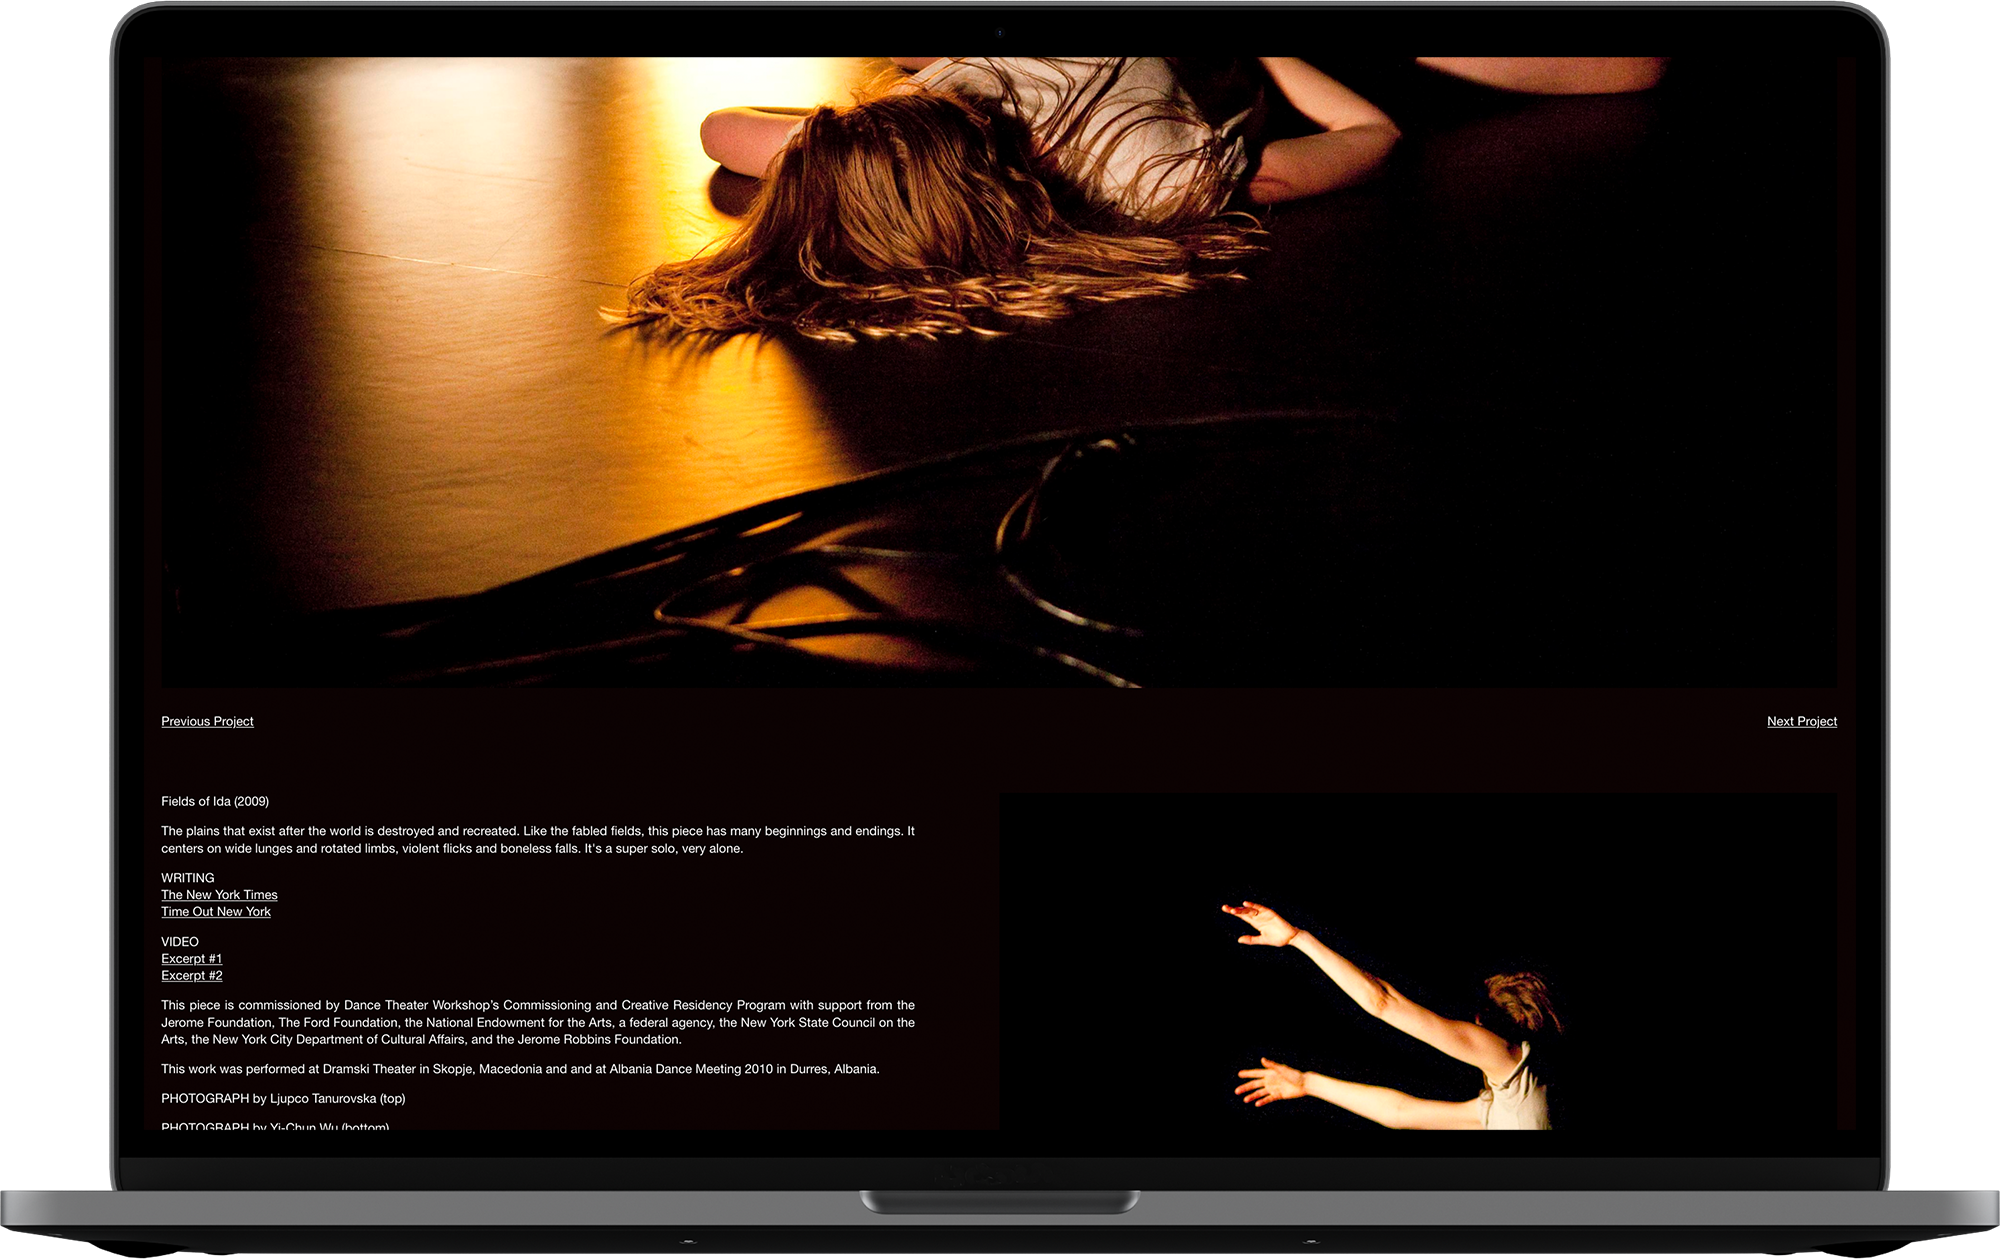 Previous Project
Next Project
Fields of Ida (2009)
The plains that exist after the world is destroyed and recreated. Like the fabled fields, this piece has many beginnings and endings. It
centers on wide lunges and rotated limbs, violent flicks and boneless falls. It's a super solo, very alone.
WRITING
The New York Times
Time Out New York
VIDEO
Excerpt #1
Excerpt #2
This piece is commissioned by Dance Theater Workshop’s Commissioning and Creative Residency Program with support from the
Jerome Foundation, The Ford Foundation, the National Endowment for the Arts, a federal agency, the New York State Council on the
Arts, the New York City Department of Cultural Affairs, and the Jerome Robbins Foundation.
This work was performed at Dramski Theater in Skopje, Macedonia and and at Albania Dance Meeting 2010 in Durres, Albania.
PHOTOGRAPH by Ljupco Tanurovska (top)
PHOTOGRAPH by Yi-Chun Wu (bottom)